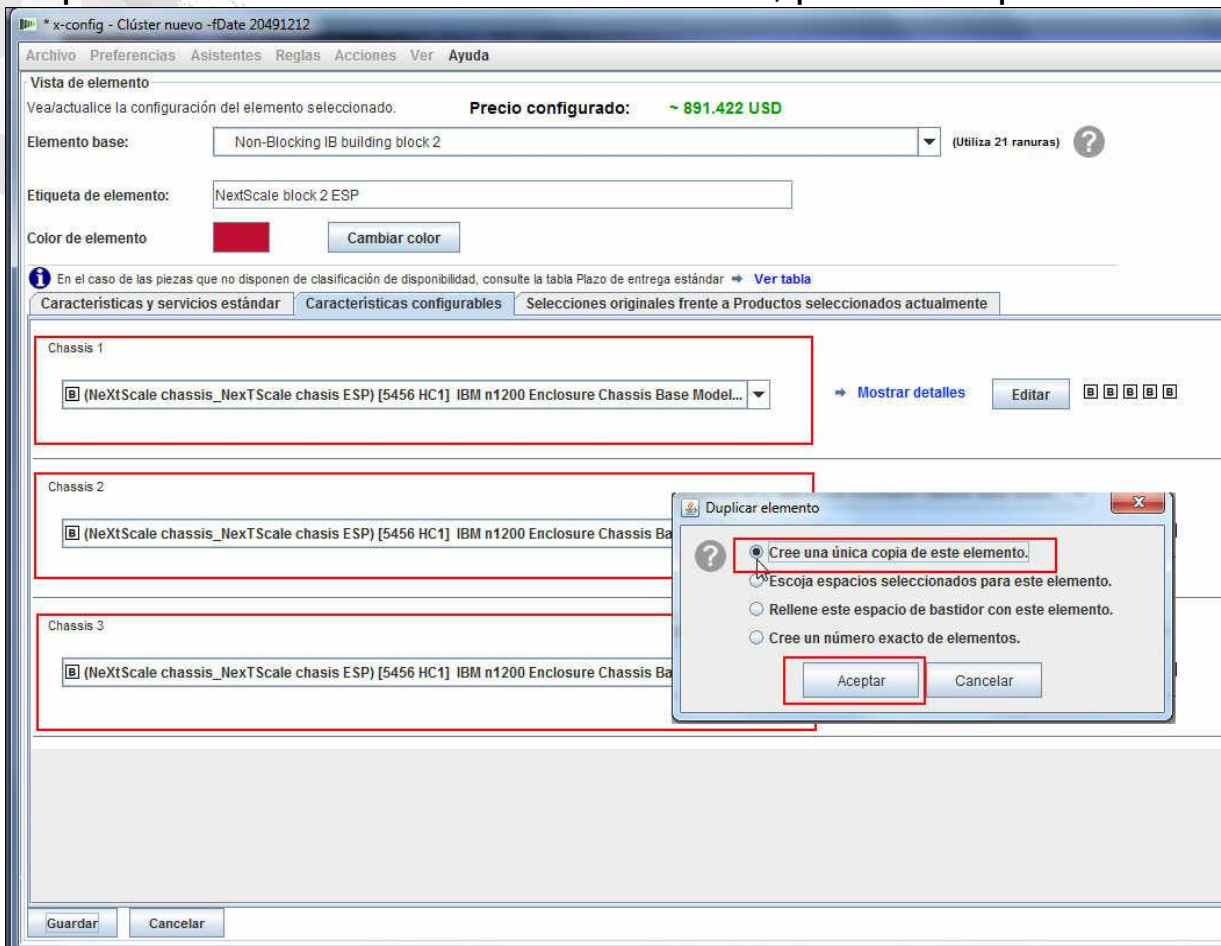 * x-config - Clúster nuevo -fDate 20491212
Archivo Preferencias Asistentes Reglas Acciones Ver Ayuda
Vista de elemento
Vea/actualice la configuración del elemento seleccionado. Precio configurado: ~ 891.422 USD
Elemento base: Non-Blocking IB building block 2 (Utiliza 21 ranuras) ?
Etiqueta de elemento: NextScale block 2 ESP
Color de elemento Cambiar color
En el caso de las piezas que no disponen de clasificación de disponibilidad, consulte la tabla Plazo de entrega estándar ➡ Ver tabla
Características y servicios estándar Características configurables Selecciones originales frente a Productos seleccionados actualmente
Chassis 1
B (NeXtScale chassis_NexTScale chasis ESP) [5456 HC1] IBM n1200 Enclosure Chassis Base Model... ➡ Mostrar detalles Editar B B B B B
Chassis 2
B (NeXtScale chassis_NexTScale chasis ESP) [5456 HC1] IBM n1200 Enclosure Chassis Ba
Duplicar elemento
Cree una única copia de este elemento.
Escoja espacios seleccionados para este elemento.
Rellene este espacio de bastidor con este elemento.
Cree un número exacto de elementos.
Aceptar Cancelar
Chassis 3
B (NeXtScale chassis_NexTScale chasis ESP) [5456 HC1] IBM n1200 Enclosure Chassis Ba
Guardar Cancelar